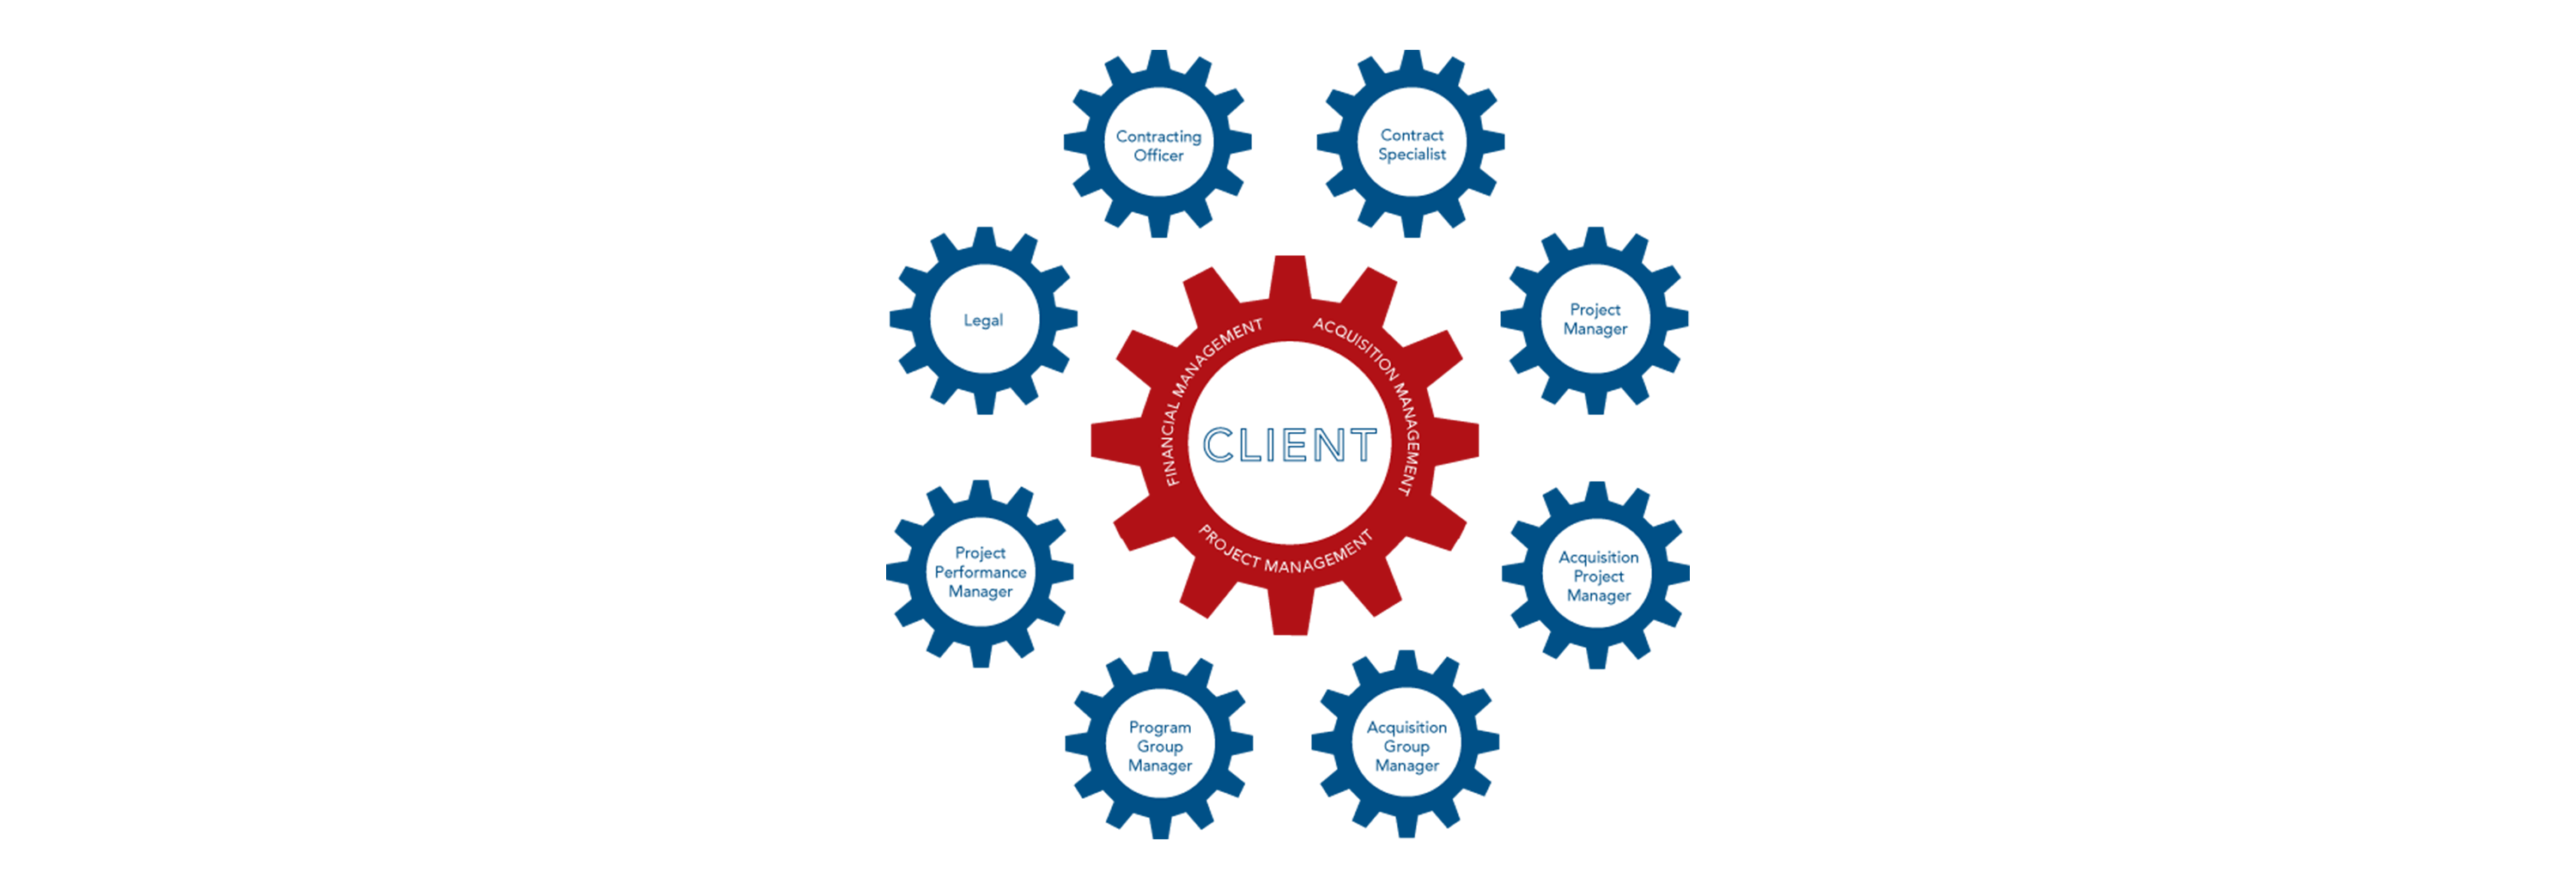 Contracting
Officer
Contract
Specialist
Legal
Project
Manager
FINANCIAL MANAGEMENT
ACQUISITION MANAGEMENT
CLIENT
PROJECT MANAGEMENT
Project
Performance
Manager
Acquisition
Project
Manager
Program
Group
Manager
Acquisition
Group
Manager